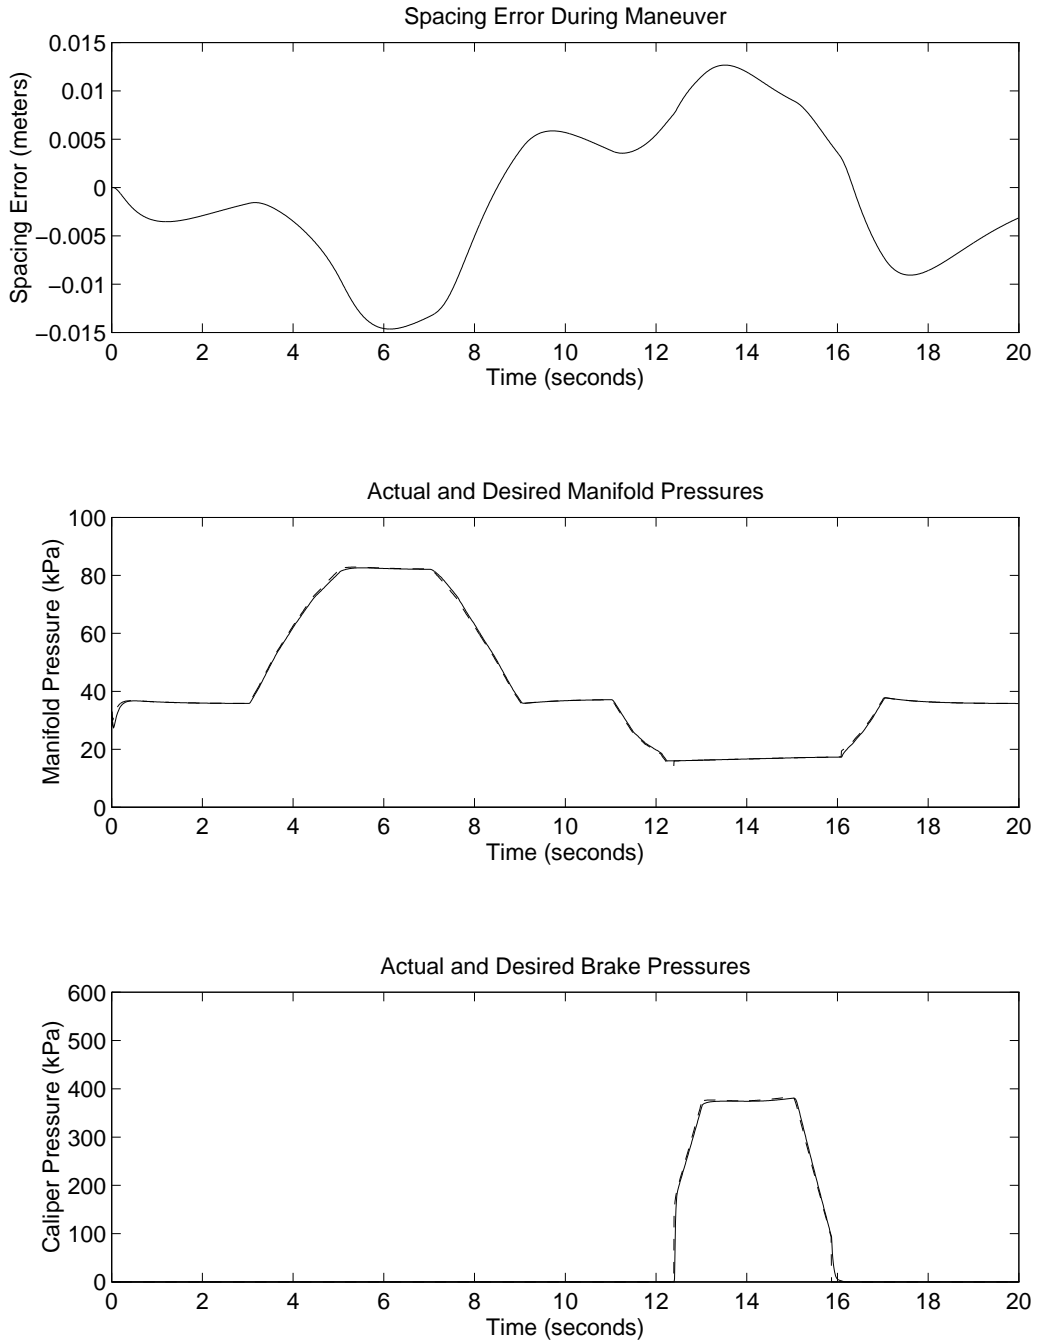 Spacing Error During Maneuver
0.015
0.01
0.005
0
−0.005
−0.01
−0.015
Spacing Error (meters)
0 2 4 6 8 10 12 14 16 18 20
Time (seconds)
Actual and Desired Manifold Pressures
100
80
60
40
20
0
Manifold Pressure (kPa)
0 2 4 6 8 10 12 14 16 18 20
Time (seconds)
Actual and Desired Brake Pressures
600
500
400
300
200
100
0
Caliper Pressure (kPa)
0 2 4 6 8 10 12 14 16 18 20
Time (seconds)